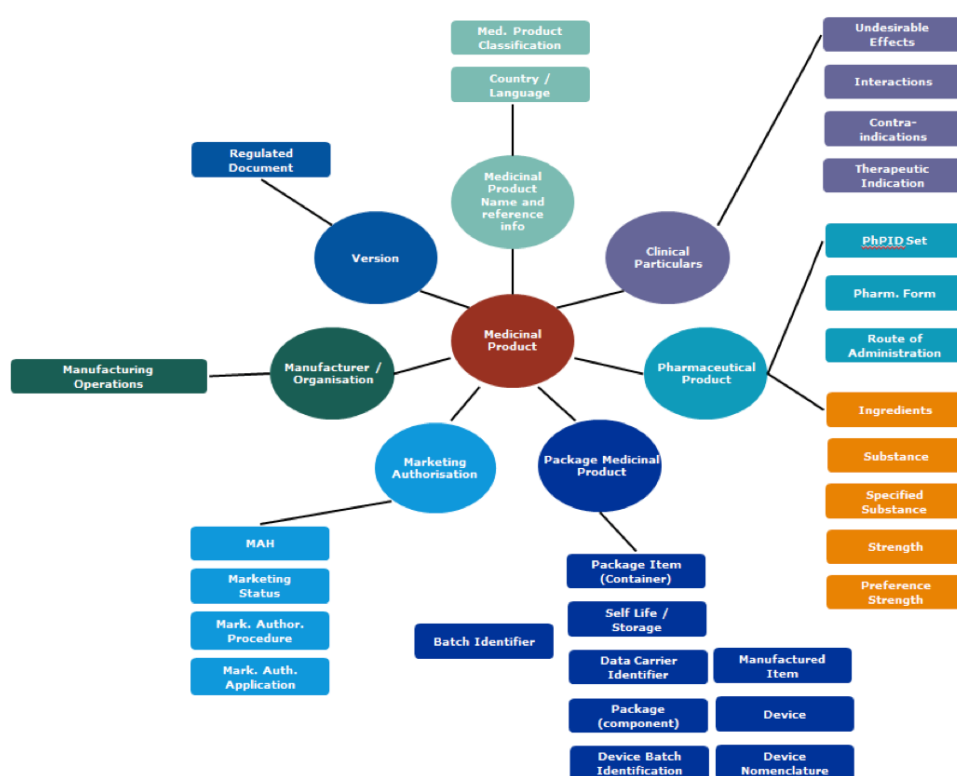 Med. Product
Classification
Country /
Language
Undesirable
Effects
Interactions
Contra-
indications
Therapeutic
Indication
Regulated
Document
Medicinal
Product
Name and
reference
info
Version
Clinical
Particulars
PhPID Set
Pharm. Form
Route of
Administration
Medicinal
Product
Manufacturing
Operations
Manufacturer /
Organisation
Pharmaceutical
Product
Ingredients
Substance
Specified
Substance
Strength
Preference
Strength
Marketing
Authorisation
Package Medicinal
Product
MAH
Marketing
Status
Mark. Author.
Procedure
Mark. Auth.
Application
Batch Identifier
Package Item
(Container)
Self Life /
Storage
Data Carrier
Identifier
Manufactured
Item
Package
(component)
Device
Device Batch
Identification
Device
Nomenclature